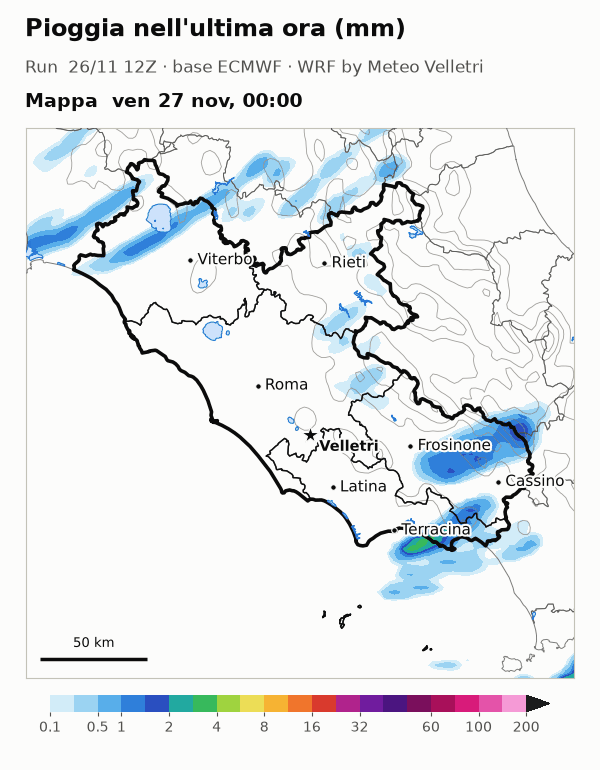 Pioggia nell'ultima ora (mm)
Run  26/11 12Z · base ECMWF · WRF by Meteo Velletri
Mappa  ven 27 nov, 00:00
Viterbo
Rieti
Roma
Velletri
Frosinone
Latina
Cassino
Terracina
50 km
0.1 0.5 1 2 4 8 16 32 60 100 200